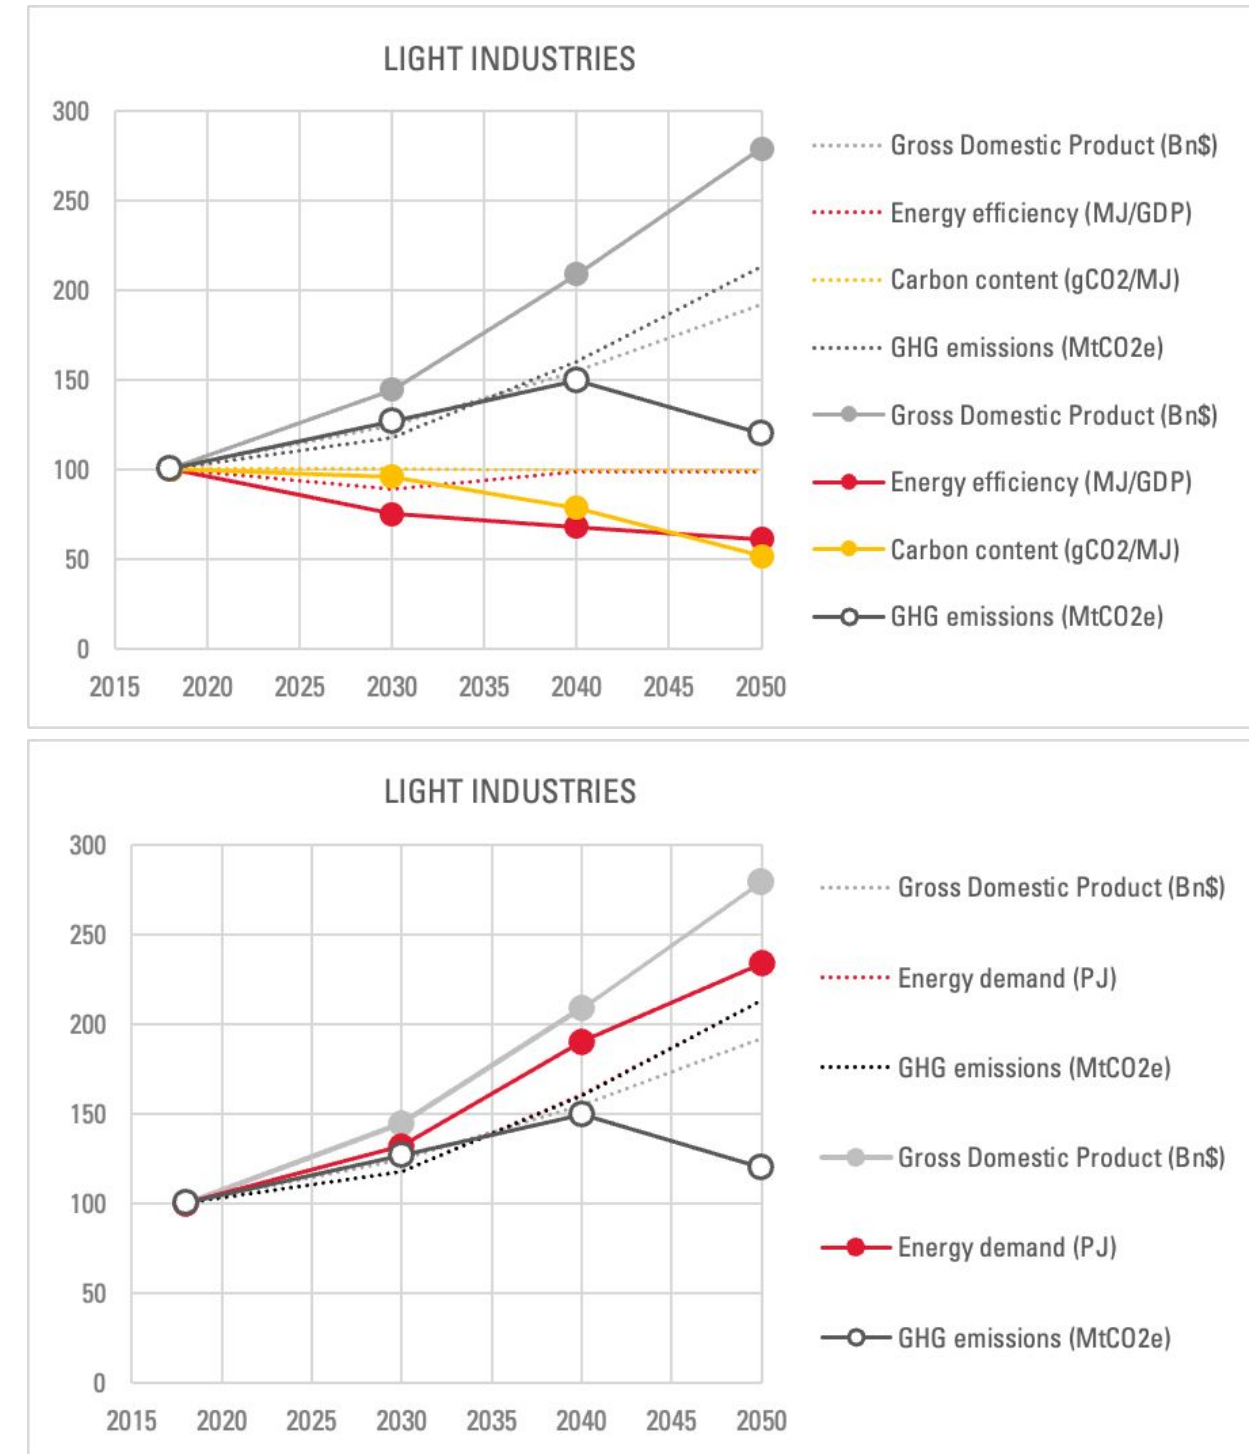 LIGHT INDUSTRIES
300
250
200
150
100
50
0
2015 2020 2025 2030 2035 2040 2045 2050
Gross Domestic Product (Bn$)
Energy efficiency (MJ/GDP)
Carbon content (gCO2/MJ)
GHG emissions (MtCO2e)
Gross Domestic Product (Bn$)
Energy efficiency (MJ/GDP)
Carbon content (gCO2/MJ)
GHG emissions (MtCO2e)
LIGHT INDUSTRIES
300
250
200
150
100
50
0
2015 2020 2025 2030 2035 2040 2045 2050
Gross Domestic Product (Bn$)
Energy demand (PJ)
GHG emissions (MtCO2e)
Gross Domestic Product (Bn$)
Energy demand (PJ)
GHG emissions (MtCO2e)